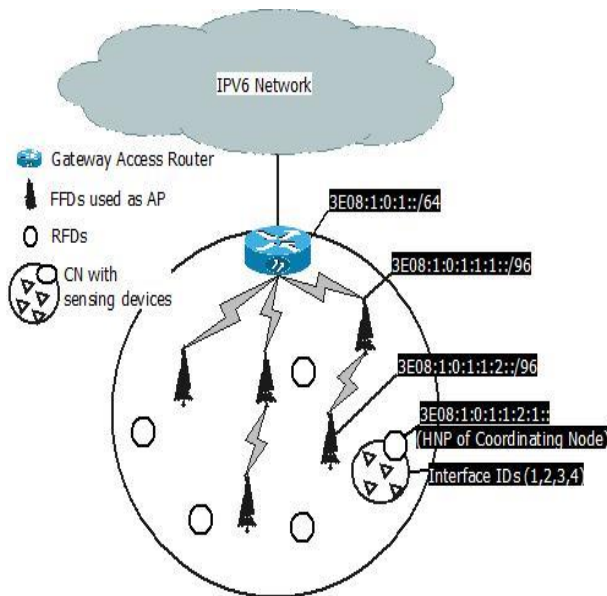 IPV6 Network
Gateway Access Router
FFDs used as AP
RFDs
CN with
sensing devices
3E08:1:0:1::/64
3E08:1:0:1:1:1::/96
3E08:1:0:1:1:2::/96
3E08:1:0:1:1:2:1::
(HNP of Coordinating Node)
Interface IDs (1,2,3,4)